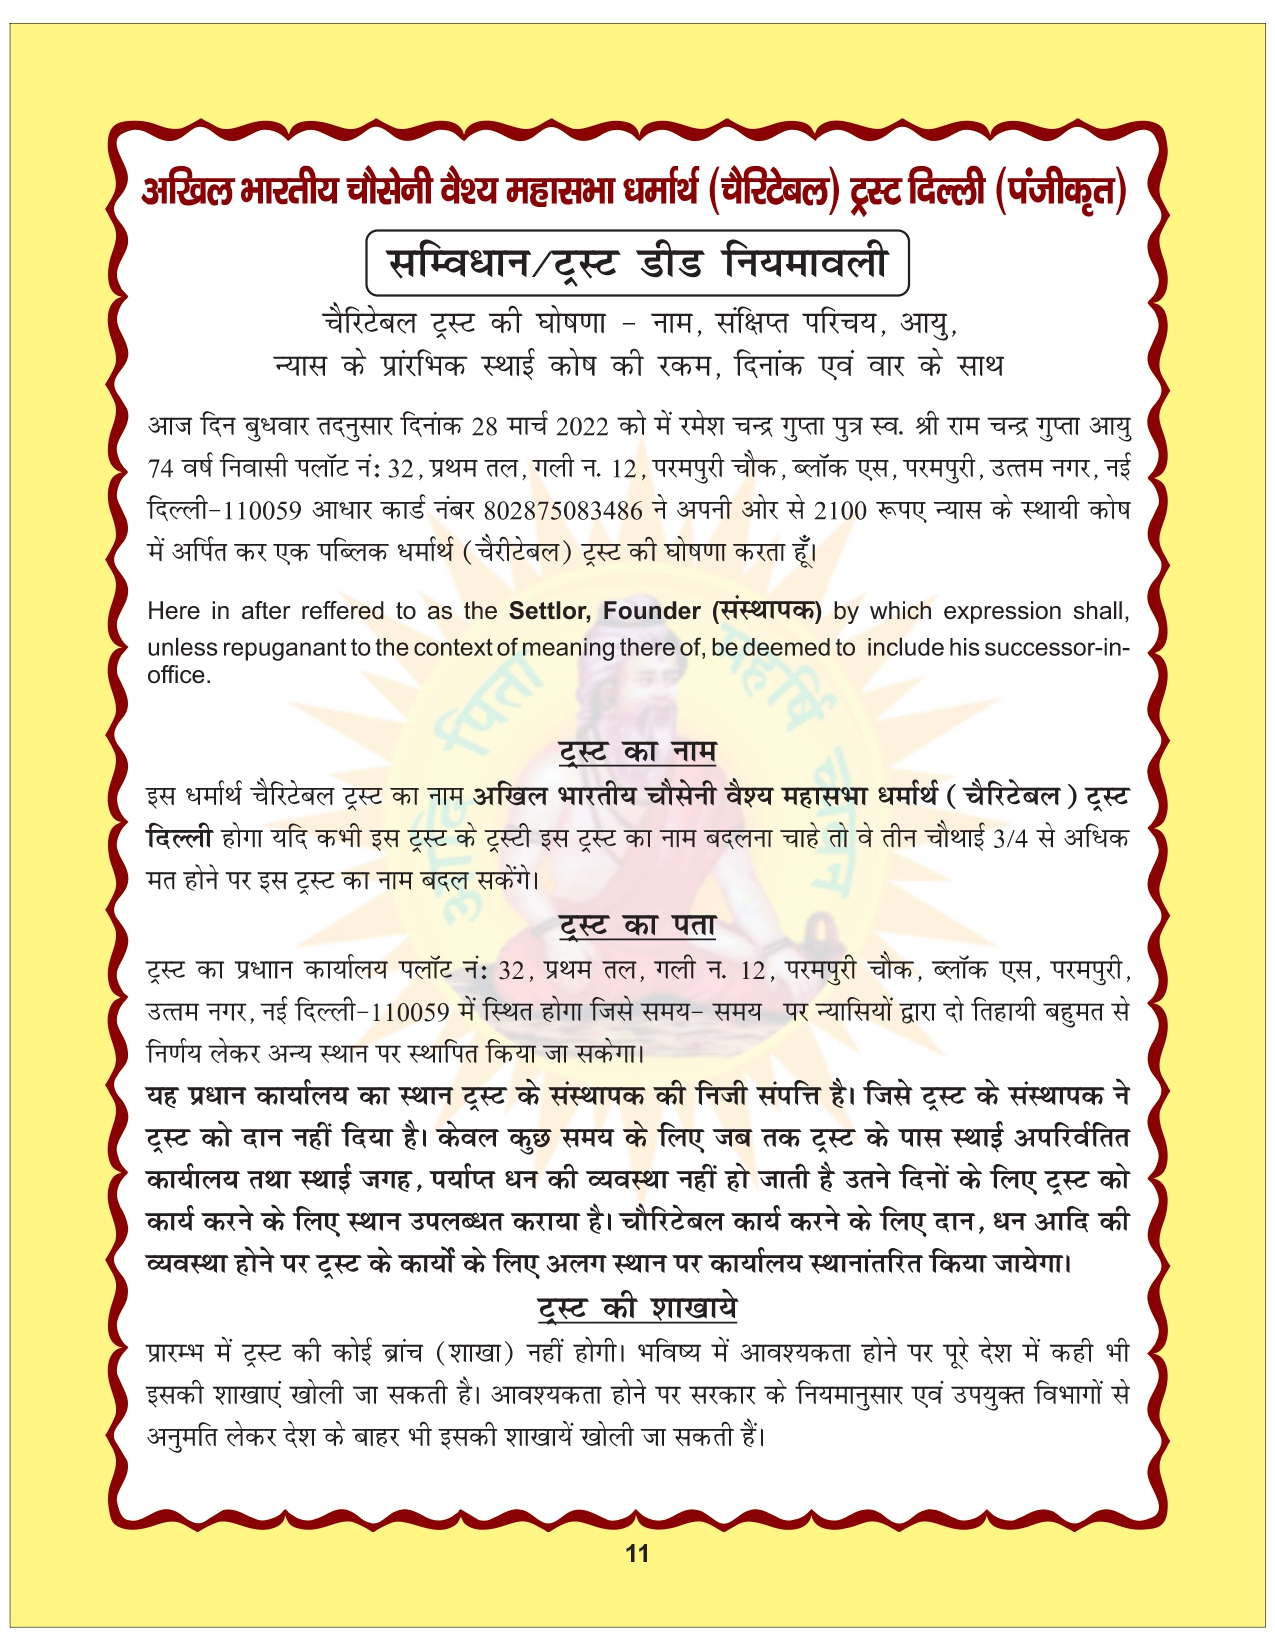 अखिल भारतीय चौसेनी वैश्य महासभा धर्मार्थ (चैरिटेबल) ट्रस्ट दिल्ली (पंजीकृत)
सम्विधान/ट्रस्ट डीड नियमावली
चैरिटेबल ट्रस्ट की घोषणा – नाम, संक्षिप्त परिचय, आयु,
न्यास के प्रांरभिक स्थाई कोष की रकम, दिनांक एवं वार के साथ
आज दिन बुधवार तदनुसार दिनांक 28 मार्च 2022 को में रमेश चन्द्र गुप्ता पुत्र स्व. श्री राम चन्द्र गुप्ता आयु
74 वर्ष निवासी पलॉट नं: 32, प्रथम तल, गली न. 12, परमपुरी चौक, ब्लॉक एस, परमपुरी, उत्तम नगर, नई
दिल्ली-110059 आधार कार्ड नंबर 802875083486 ने अपनी ओर से 2100 रूपए न्यास के स्थायी कोष
में अर्पित कर एक पब्लिक धर्मार्थ (चैरीटेबल) ट्रस्ट की घोषणा करता हूँ।
Here in after reffered to as the Settlor, Founder (संस्थापक) by which expression shall,
unless repuganant to the context of meaning there of, be deemed to include his successor-in-
office.
ट्रस्ट का नाम
इस धर्मार्थ चैरिटेबल ट्रस्ट का नाम अखिल भारतीय चौसेनी वैश्य महासभा धर्मार्थ ( चैरिटेबल ) ट्रस्ट
दिल्ली होगा यदि कभी इस ट्रस्ट के ट्रस्टी इस ट्रस्ट का नाम बदलना चाहे तो वे तीन चौथाई 3/4 से अधिक
मत होने पर इस ट्रस्ट का नाम बदल सकेंगे।
ट्रस्ट का पता
ट्रस्ट का प्रधाान कार्यालय पलॉट नं: 32, प्रथम तल, गली न. 12, परमपुरी चौक, ब्लॉक एस, परमपुरी,
उत्तम नगर, नई दिल्ली-110059 में स्थित होगा जिसे समय- समय पर न्यासियों द्वारा दो तिहायी बहुमत से
निर्णय लेकर अन्य स्थान पर स्थापित किया जा सकेगा।
यह प्रधान कार्यालय का स्थान ट्रस्ट के संस्थापक की निजी संपत्ति है। जिसे ट्रस्ट के संस्थापक ने
ट्रस्ट को दान नहीं दिया है। केवल कुछ समय के लिए जब तक ट्रस्ट के पास स्थाई अपरिर्वतित
कार्यालय तथा स्थाई जगह, पर्याप्त धन की व्यवस्था नहीं हो जाती है उतने दिनों के लिए ट्रस्ट को
कार्य करने के लिए स्थान उपलब्धत कराया है। चौरिटेबल कार्य करने के लिए दान, धन आदि की
व्यवस्था होने पर ट्रस्ट के कार्यों के लिए अलग स्थान पर कार्यालय स्थानांतरित किया जायेगा।
ट्रस्ट की शाखाये
प्रारम्भ में ट्रस्ट की कोई ब्रांच (शाखा) नहीं होगी। भविष्य में आवश्यकता होने पर पूरे देश में कही भी
इसकी शाखाएं खोली जा सकती है। आवश्यकता होने पर सरकार के नियमानुसार एवं उपयुक्त विभागों से
अनुमति लेकर देश के बाहर भी इसकी शाखायें खोली जा सकती हैं।
आदि पिता महर्षि च्यवन
11